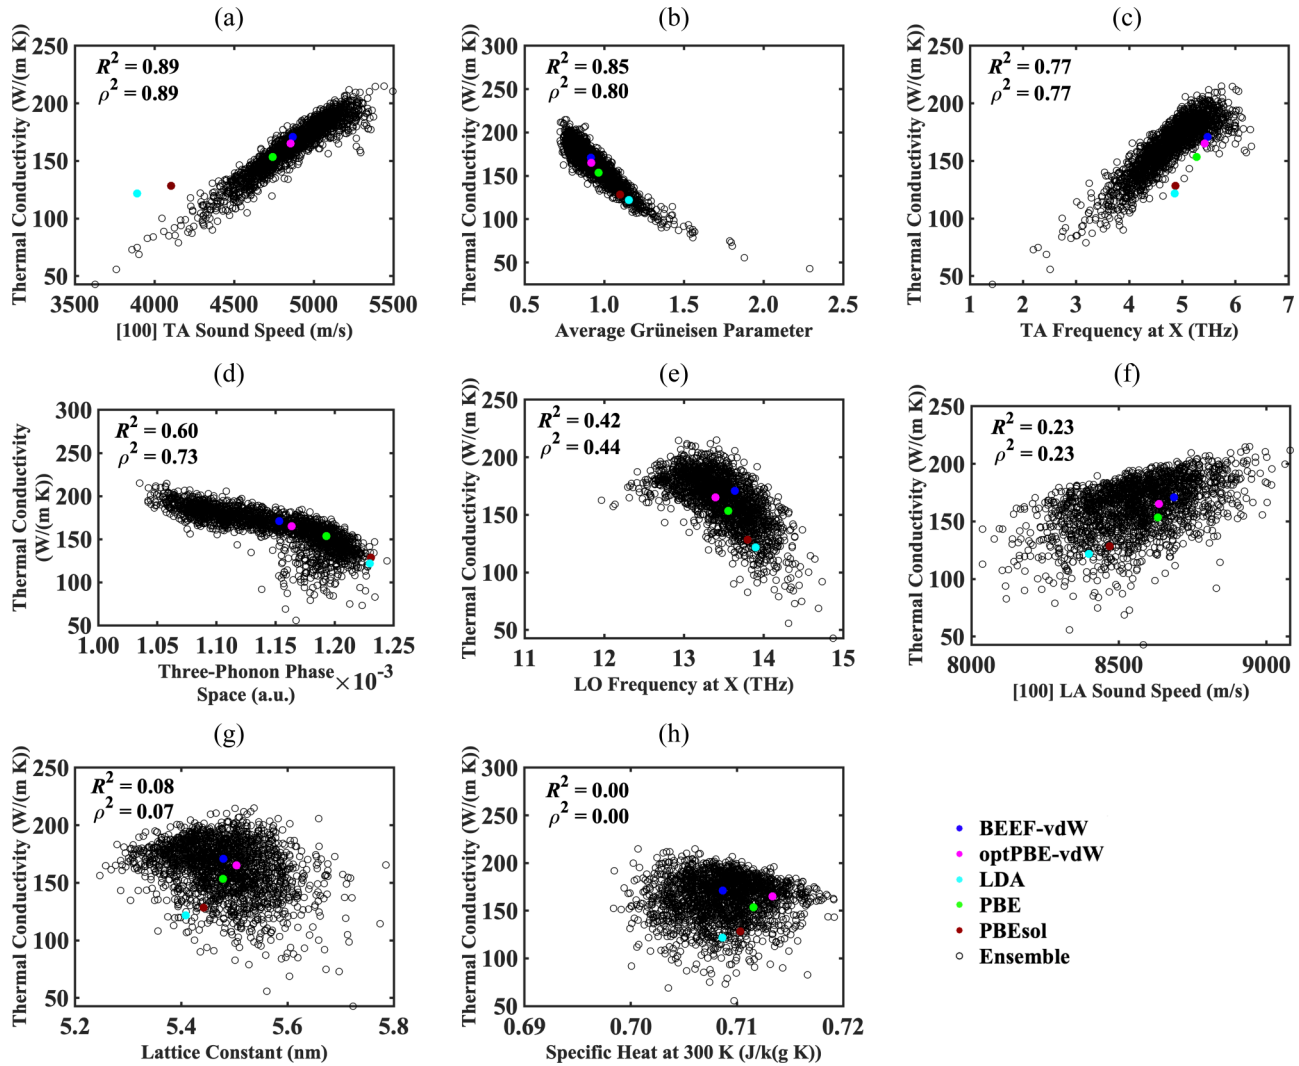 (a)
Thermal Conductivity (W/(m K))
250
200
150
100
50
R² = 0.89
ρ² = 0.89
3500 4000 4500 5000 5500
[100] TA Sound Speed (m/s)
(b)
Thermal Conductivity (W/(m K))
300
250
200
150
100
50
R² = 0.85
ρ² = 0.80
0.5 1.0 1.5 2.0 2.5
Average Grüneisen Parameter
(c)
Thermal Conductivity (W/(m K))
250
200
150
100
50
R² = 0.77
ρ² = 0.77
1 2 3 4 5 6 7
TA Frequency at X (THz)
(d)
Thermal Conductivity
(W/(m K))
300
250
200
150
100
50
R² = 0.60
ρ² = 0.73
1.00 1.05 1.10 1.15 1.20 1.25
Three-Phonon Phase
Space (a.u.) ×10⁻³
(e)
Thermal Conductivity (W/(m K))
250
200
150
100
50
R² = 0.42
ρ² = 0.44
11 12 13 14 15
LO Frequency at X (THz)
(f)
Thermal Conductivity (W/(m K))
250
200
150
100
50
R² = 0.23
ρ² = 0.23
8000 8500 9000
[100] LA Sound Speed (m/s)
(g)
Thermal Conductivity (W/(m K))
250
200
150
100
50
R² = 0.08
ρ² = 0.07
5.2 5.4 5.6 5.8
Lattice Constant (nm)
(h)
Thermal Conductivity (W/(m K))
300
250
200
150
100
50
R² = 0.00
ρ² = 0.00
0.69 0.70 0.71 0.72
Specific Heat at 300 K (J/k(g K))
BEEF-vdW
optPBE-vdW
LDA
PBE
PBEsol
Ensemble